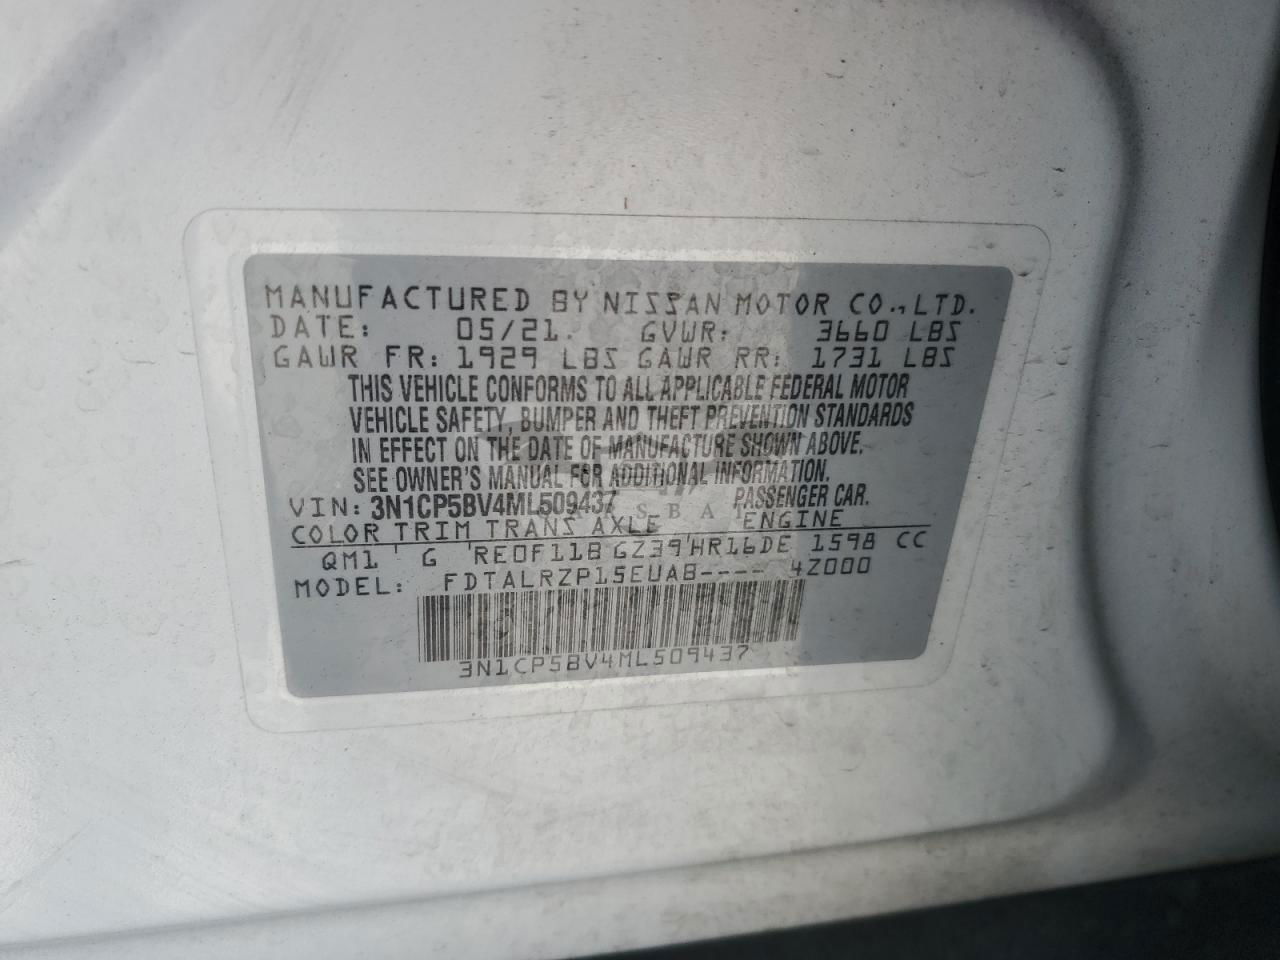 MANUFACTURED BY NISSAN MOTOR CO., LTD.
DATE: 05/21. GVWR: 3660 LBS
GAWR FR: 1929 LBS GAWR RR: 1731 LBS
THIS VEHICLE CONFORMS TO ALL APPLICABLE FEDERAL MOTOR
VEHICLE SAFETY, BUMPER AND THEFT PREVENTION STANDARDS
IN EFFECT ON THE DATE OF MANUFACTURE SHOWN ABOVE.
SEE OWNER'S MANUAL FOR ADDITIONAL INFORMATION.
VIN: 3N1CP5BV4ML509437 PASSENGER CAR.
COLOR TRIM TRANS AXLE ENGINE
QM1 ' G 'RE0F11B GZ39'HR16DE 1598 CC
MODEL: FDTALRZP15EUAB---- 4Z000
3N1CP5BV4ML509437